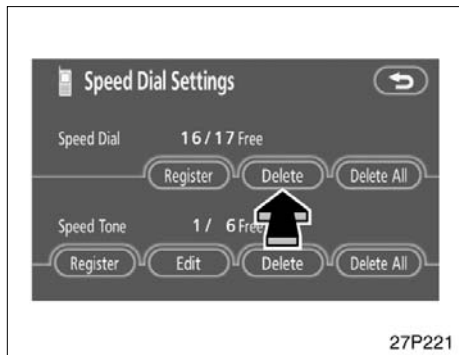 Speed Dial Settings
Speed Dial 16/17 Free
Register Delete Delete All
Speed Tone 1/ 6 Free
Register Edit Delete Delete All
27P221